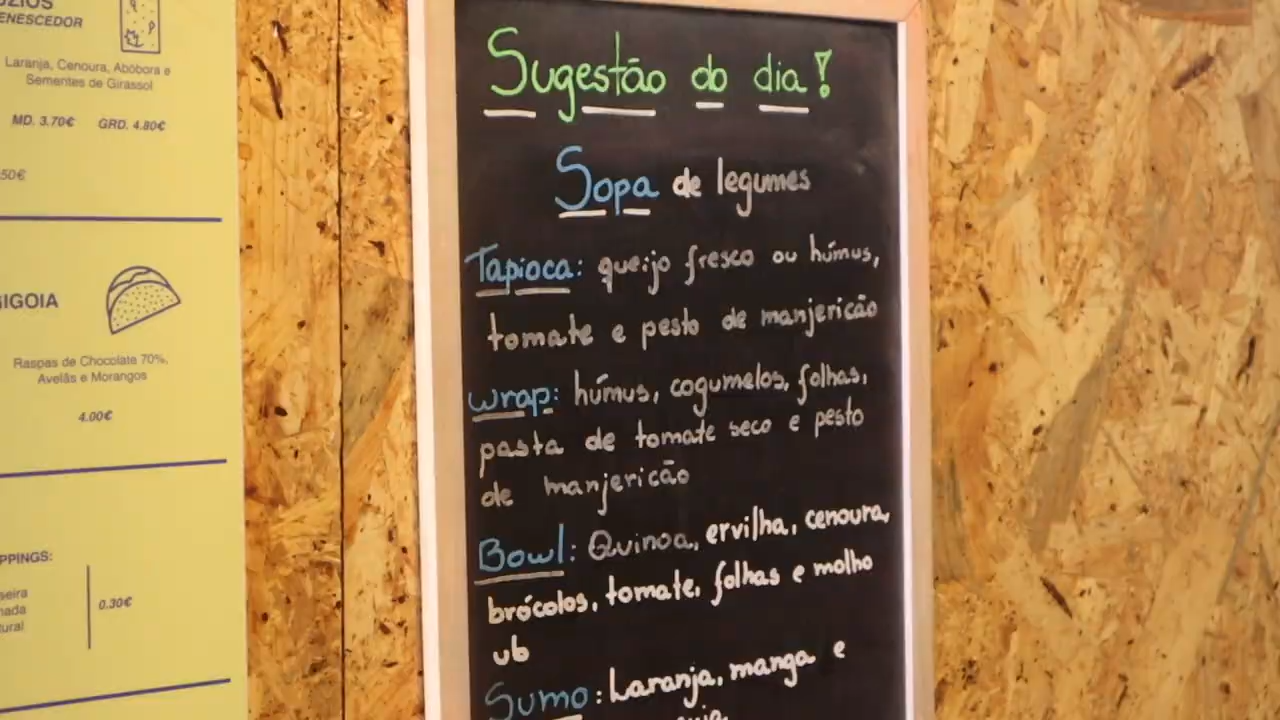 ENESCEDOR
Laranja, Cenoura, Abóbora e
Sementes de Girassol
MD. 3.70€ GRD. 4.80€
50€
IGOIA
Raspas de Chocolate 70%,
Avelãs e Morangos
4.00€
PPINGS:
0.30€
Sugestão do dia!
Sopa de legumes
Tapioca: queijo fresco ou húmus,
tomate e pesto de manjericão
wrap: húmus, cogumelos, folhas,
pasta de tomate seco e pesto
de manjericão
Bowl: Quinoa, ervilha, cenoura,
brócolos, tomate, folhas e molho
ub
Sumo: Laranja, manga e